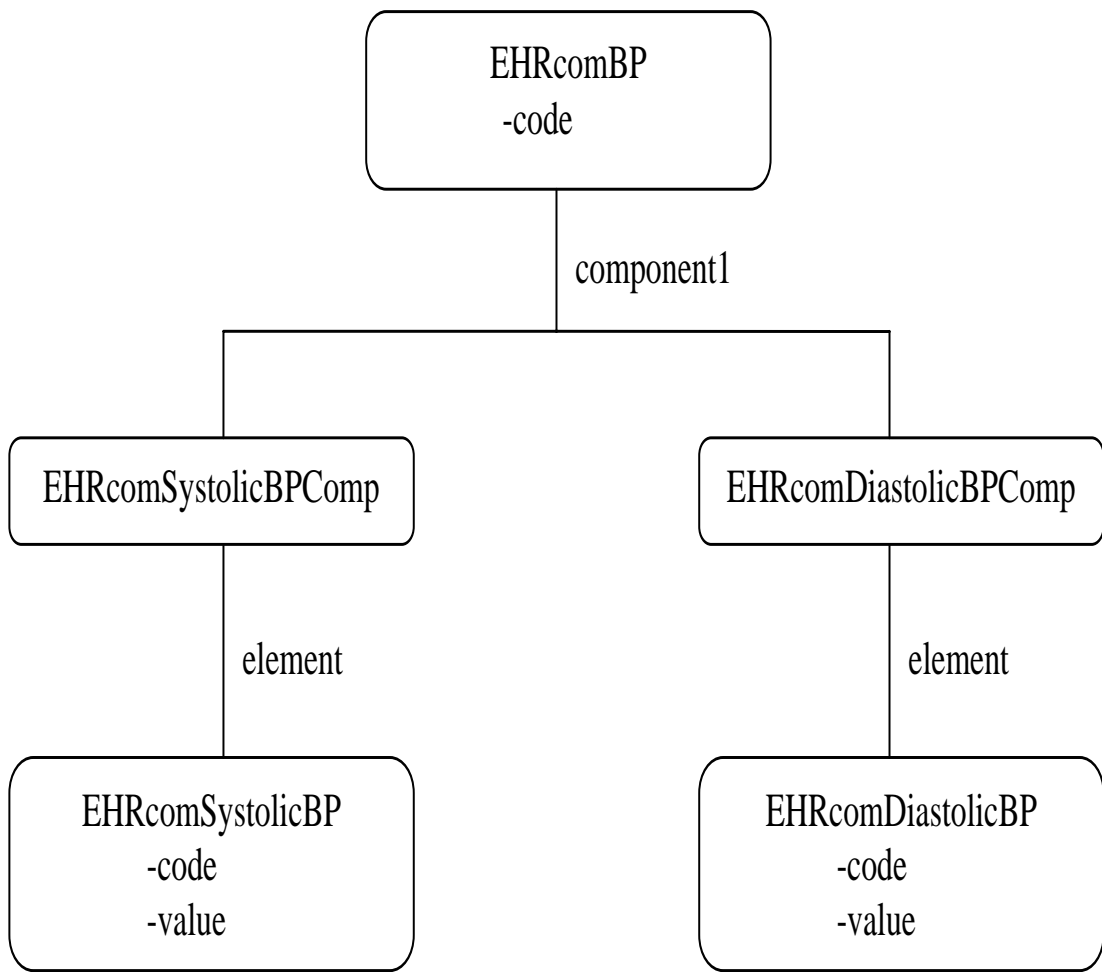 EHRcomBP
-code
component1
EHRcomSystolicBPComp
EHRcomDiastolicBPComp
element
element
EHRcomSystolicBP
-code
-value
EHRcomDiastolicBP
-code
-value